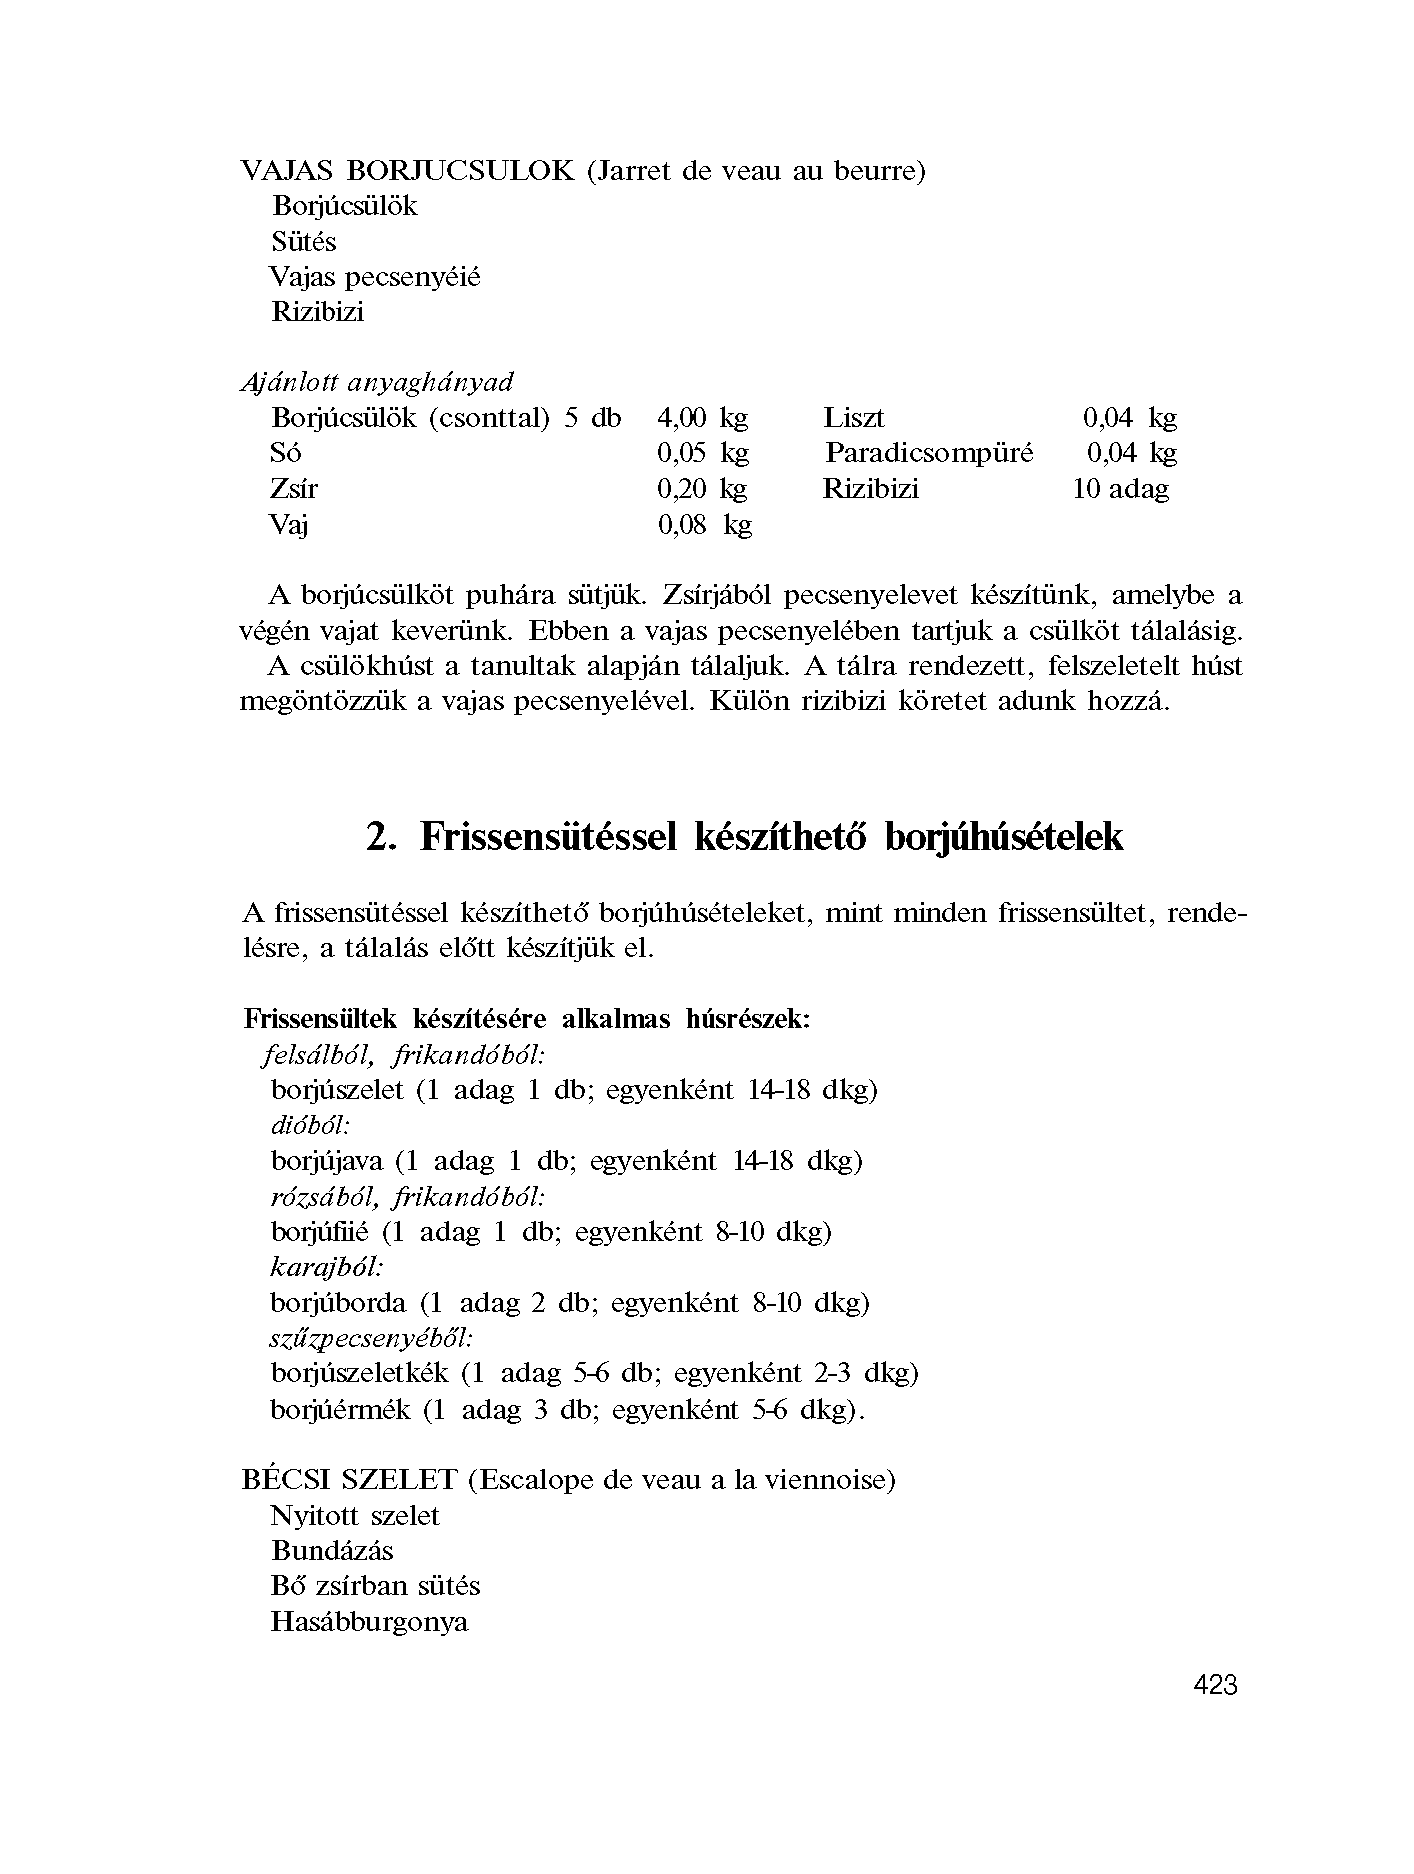 VAJAS BORJUCSULOK (Jarret de veau au beurre)
Borjúcsülök
Sütés
Vajas pecsenyéié
Rizibizi
Ajánlott anyaghányad
Borjúcsülök (csonttal) 5 db 4,00 kg Liszt 0,04 kg
Só 0,05 kg Paradicsompüré 0,04 kg
Zsír 0,20 kg Rizibizi 10 adag
Vaj 0,08 kg
A borjúcsülköt puhára sütjük. Zsírjából pecsenyelevet készítünk, amelybe a
végén vajat keverünk. Ebben a vajas pecsenyelében tartjuk a csülköt tálalásig.
A csülökhúst a tanultak alapján tálaljuk. A tálra rendezett, felszeletelt húst
megöntözzük a vajas pecsenyelével. Külön rizibizi köretet adunk hozzá.
2. Frissensütéssel készíthető borjúhúsételek
A frissensütéssel készíthető borjúhúsételeket, mint minden frissensültet, rende-
lésre, a tálalás előtt készítjük el.
Frissensültek készítésére alkalmas húsrészek:
felsálból, frikandóból:
borjúszelet (1 adag 1 db; egyenként 14-18 dkg)
dióból:
borjújava (1 adag 1 db; egyenként 14-18 dkg)
rózsából, frikandóból:
borjúfiié (1 adag 1 db; egyenként 8-10 dkg)
karajból:
borjúborda (1 adag 2 db; egyenként 8-10 dkg)
szűzpecsenyéből:
borjúszeletkék (1 adag 5-6 db; egyenként 2-3 dkg)
borjúérmék (1 adag 3 db; egyenként 5-6 dkg).
BÉCSI SZELET (Escalope de veau a la viennoise)
Nyitott szelet
Bundázás
Bő zsírban sütés
Hasábburgonya
423